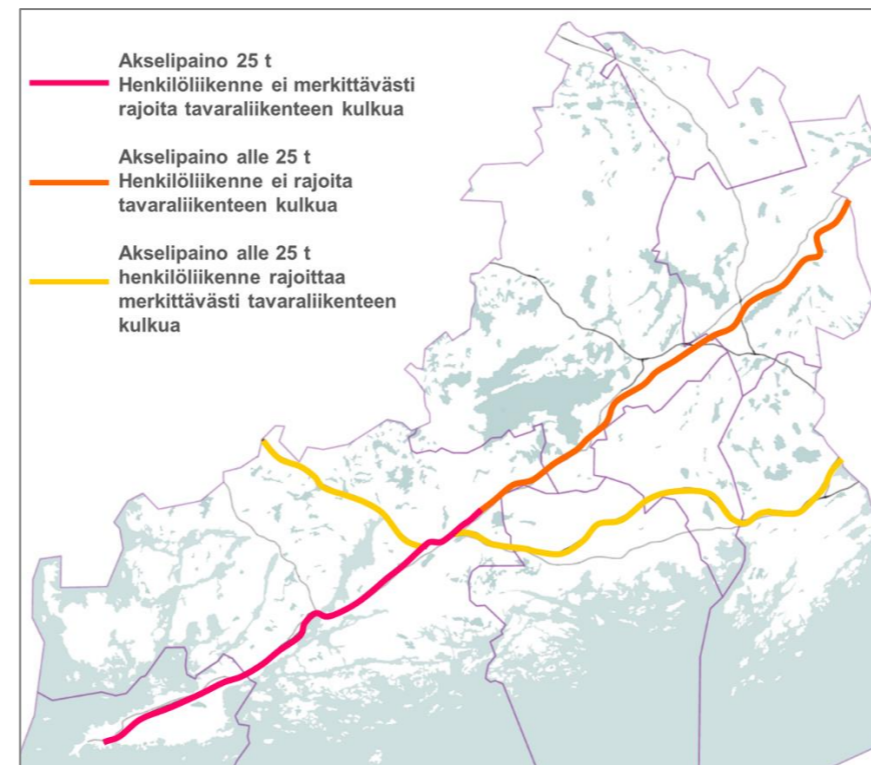 Akselipaino 25 t
Henkilöliikenne ei merkittävästi
rajoita tavaraliikenteen kulkua
Akselipaino alle 25 t
Henkilöliikenne ei rajoita
tavaraliikenteen kulkua
Akselipaino alle 25 t
henkilöliikenne rajoittaa
merkittävästi tavaraliikenteen
kulkua